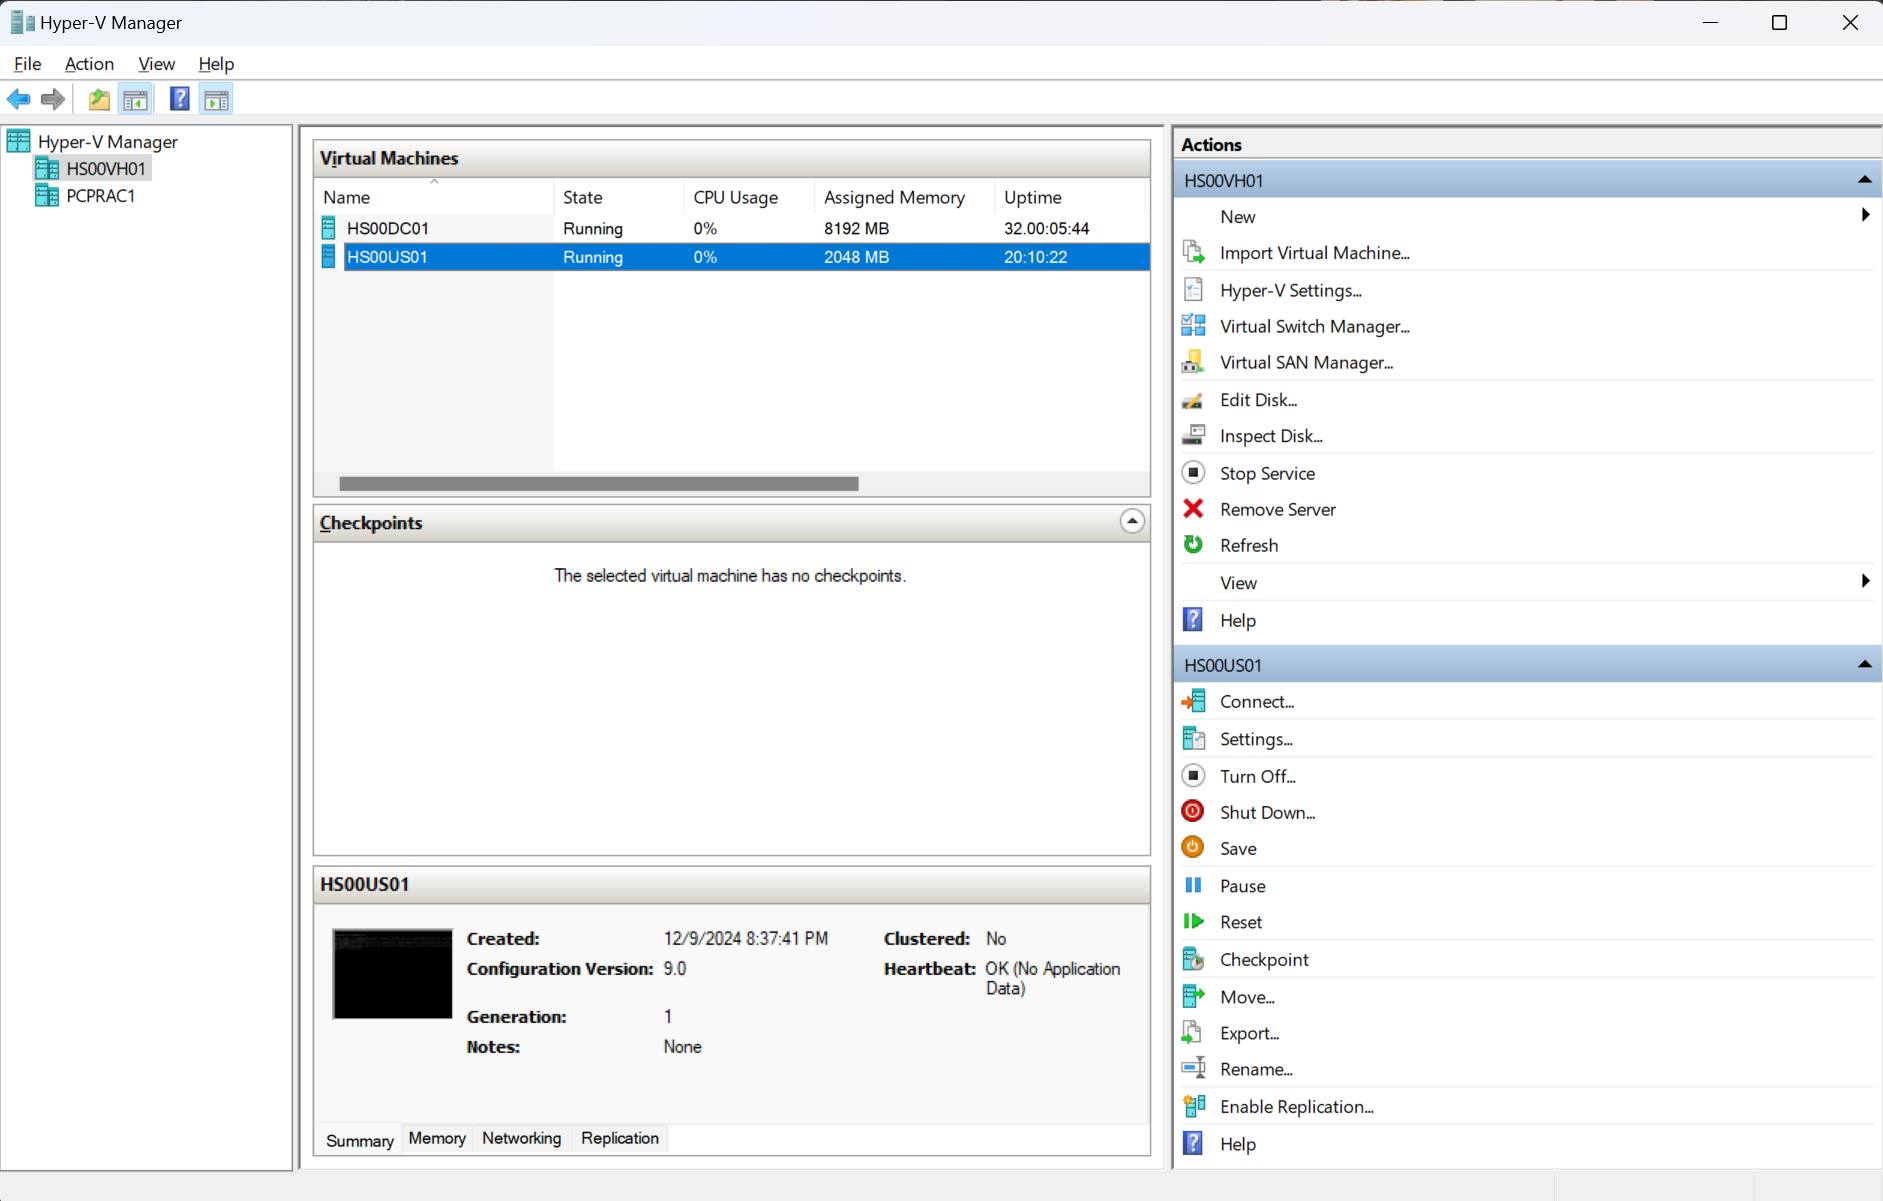 Hyper-V Manager
File Action View Help
Hyper-V Manager
HS00VH01
PCPRAC1
Virtual Machines
Name State CPU Usage Assigned Memory Uptime
HS00DC01 Running 0% 8192 MB 32.00:05:44
HS00US01 Running 0% 2048 MB 20:10:22
Checkpoints
The selected virtual machine has no checkpoints.
HS00US01
Created: 12/9/2024 8:37:41 PM Clustered: No
Configuration Version: 9.0 Heartbeat: OK (No Application
Data)
Generation: 1
Notes: None
Summary Memory Networking Replication
Actions
HS00VH01
New
Import Virtual Machine...
Hyper-V Settings...
Virtual Switch Manager...
Virtual SAN Manager...
Edit Disk...
Inspect Disk...
Stop Service
Remove Server
Refresh
View
Help
HS00US01
Connect...
Settings...
Turn Off...
Shut Down...
Save
Pause
Reset
Checkpoint
Move...
Export...
Rename...
Enable Replication...
Help